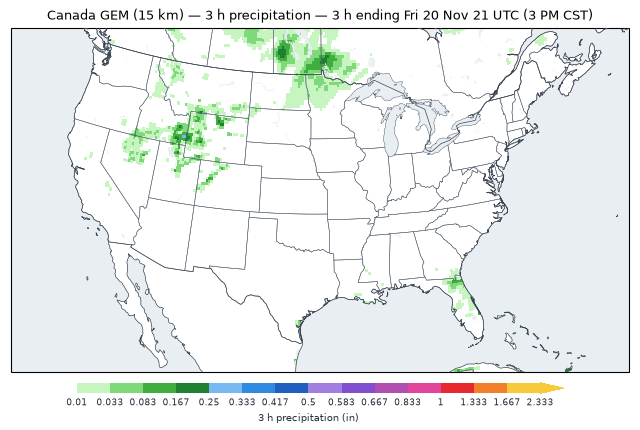 Canada GEM (15 km) — 3 h precipitation — 3 h ending Fri 20 Nov 21 UTC (3 PM CST)
0.01 0.033 0.083 0.167 0.25 0.333 0.417 0.5 0.583 0.667 0.833 1 1.333 1.667 2.333
3 h precipitation (in)